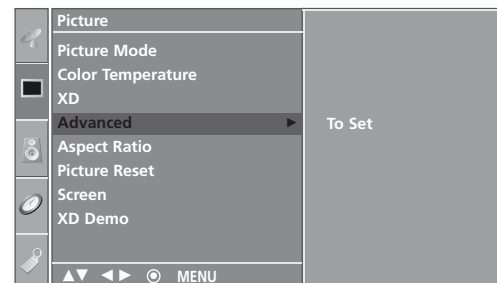 Picture
Picture Mode
Color Temperature
XD
Advanced ► To Set
Aspect Ratio
Picture Reset
Screen
XD Demo
▲▼ ◄► ⦿ MENU